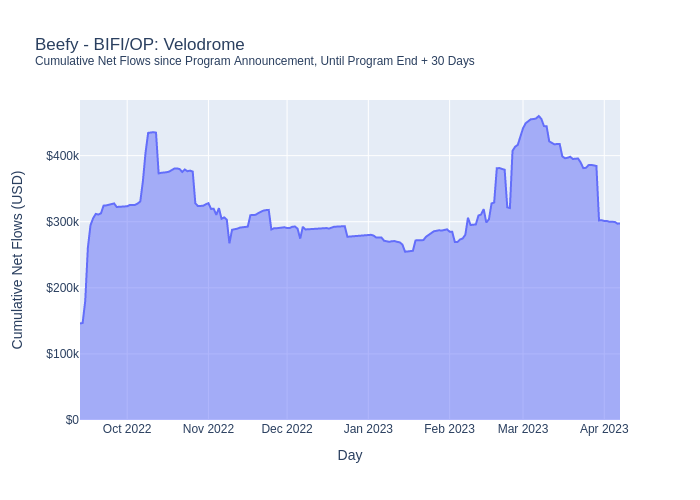 Beefy - BIFI/OP: Velodrome
Cumulative Net Flows since Program Announcement, Until Program End + 30 Days
Cumulative Net Flows (USD)
$400k
$300k
$200k
$100k
$0
Oct 2022 Nov 2022 Dec 2022 Jan 2023 Feb 2023 Mar 2023 Apr 2023
Day